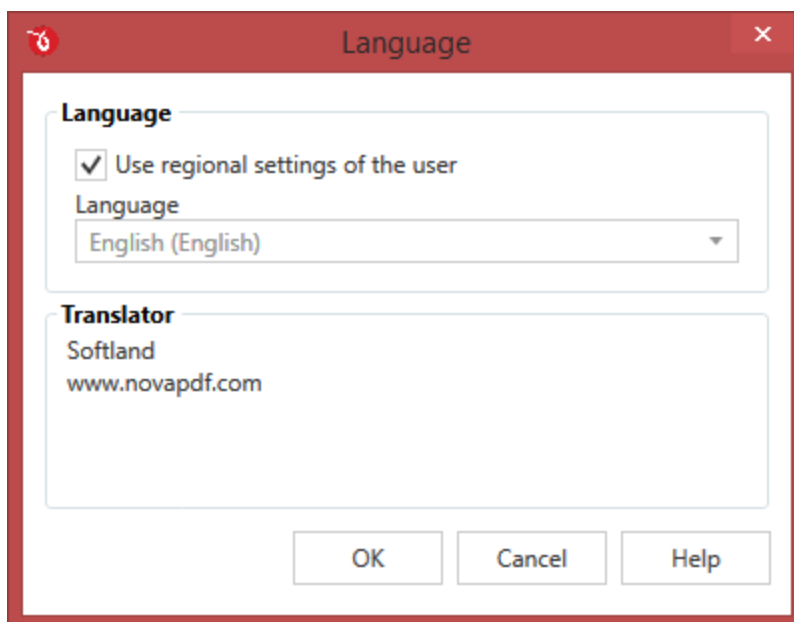 Language
Language
Use regional settings of the user
Language
English (English)
Translator
Softland
www.novapdf.com
OK
Cancel
Help